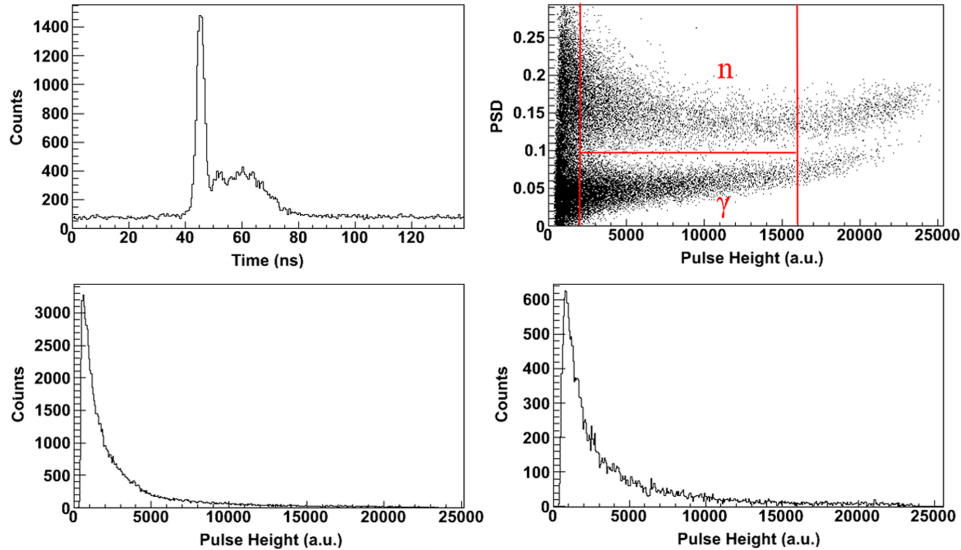 1400
1200
1000
800
600
400
200
0
0 20 40 60 80 100 120
Counts
Time (ns)
0.25
0.2
0.15
0.1
0.05
0
5000 10000 15000 20000 25000
PSD
Pulse Height (a.u.)
n
γ
3000
2500
2000
1500
1000
500
0
0 5000 10000 15000 20000 25000
Counts
Pulse Height (a.u.)
600
500
400
300
200
100
0
0 5000 10000 15000 20000 25000
Counts
Pulse Height (a.u.)